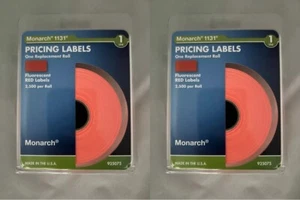 Monarch® 1131®
1
PRICING LABELS
One Replacement Roll
Fluorescent
RED Labels
2,500 per Roll
Monarch®
MADE IN THE U.S.A.
925075
Monarch® 1131®
1
PRICING LABELS
One Replacement Roll
Fluorescent
RED Labels
2,500 per Roll
Monarch®
MADE IN THE U.S.A.
925075